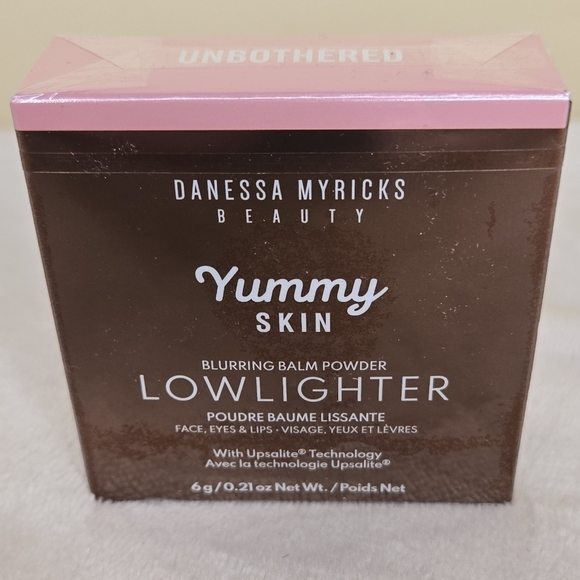 UNBOTHERED
DANESSA MYRICKS
BEAUTY
Yummy
SKIN
BLURRING BALM POWDER
LOWLIGHTER
POUDRE BAUME LISSANTE
FACE, EYES & LIPS • VISAGE, YEUX ET LÈVRES
With Upsalite® Technology
Avec la technologie Upsalite®
6 g / 0.21 oz Net Wt. / Poids Net